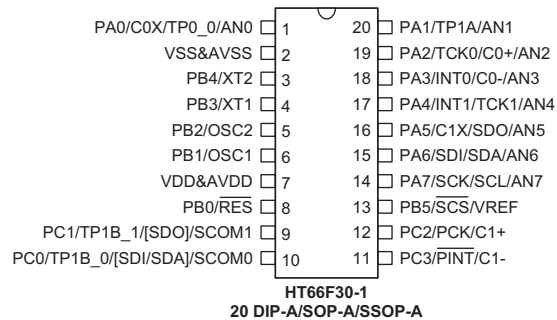 PA0/C0X/TP0_0/AN0 1 20 PA1/TP1A/AN1
VSS&AVSS 2 19 PA2/TCK0/C0+/AN2
PB4/XT2 3 18 PA3/INT0/C0-/AN3
PB3/XT1 4 17 PA4/INT1/TCK1/AN4
PB2/OSC2 5 16 PA5/C1X/SDO/AN5
PB1/OSC1 6 15 PA6/SDI/SDA/AN6
VDD&AVDD 7 14 PA7/SCK/SCL/AN7
PB0/RES 8 13 PB5/SCS/VREF
PC1/TP1B_1/[SDO]/SCOM1 9 12 PC2/PCK/C1+
PC0/TP1B_0/[SDI/SDA]/SCOM0 10 11 PC3/PINT/C1-
HT66F30-1
20 DIP-A/SOP-A/SSOP-A